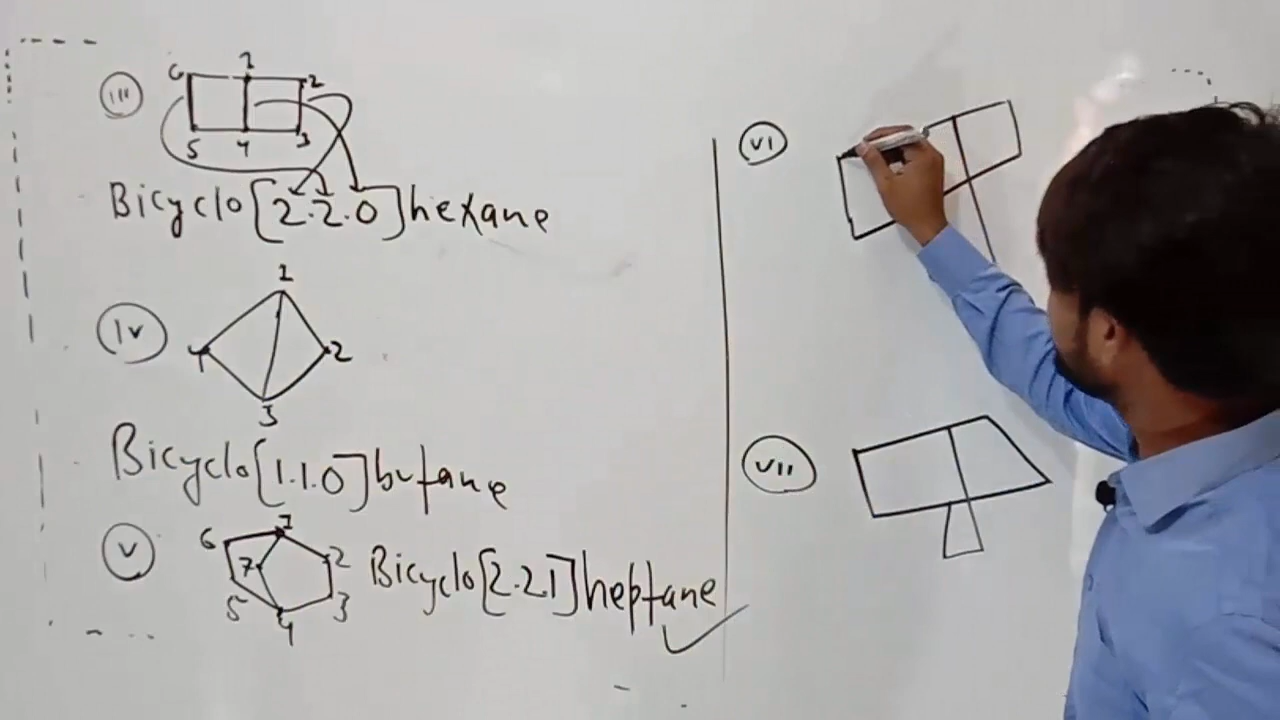 iii
6 1 2
5 4 3
Bicyclo[2.2.0]hexane
iv
1
4 2
3
Bicyclo[1.1.0]butane
v
1
6 2
7
5 3
4
Bicyclo[2.2.1]heptane
vi
vii